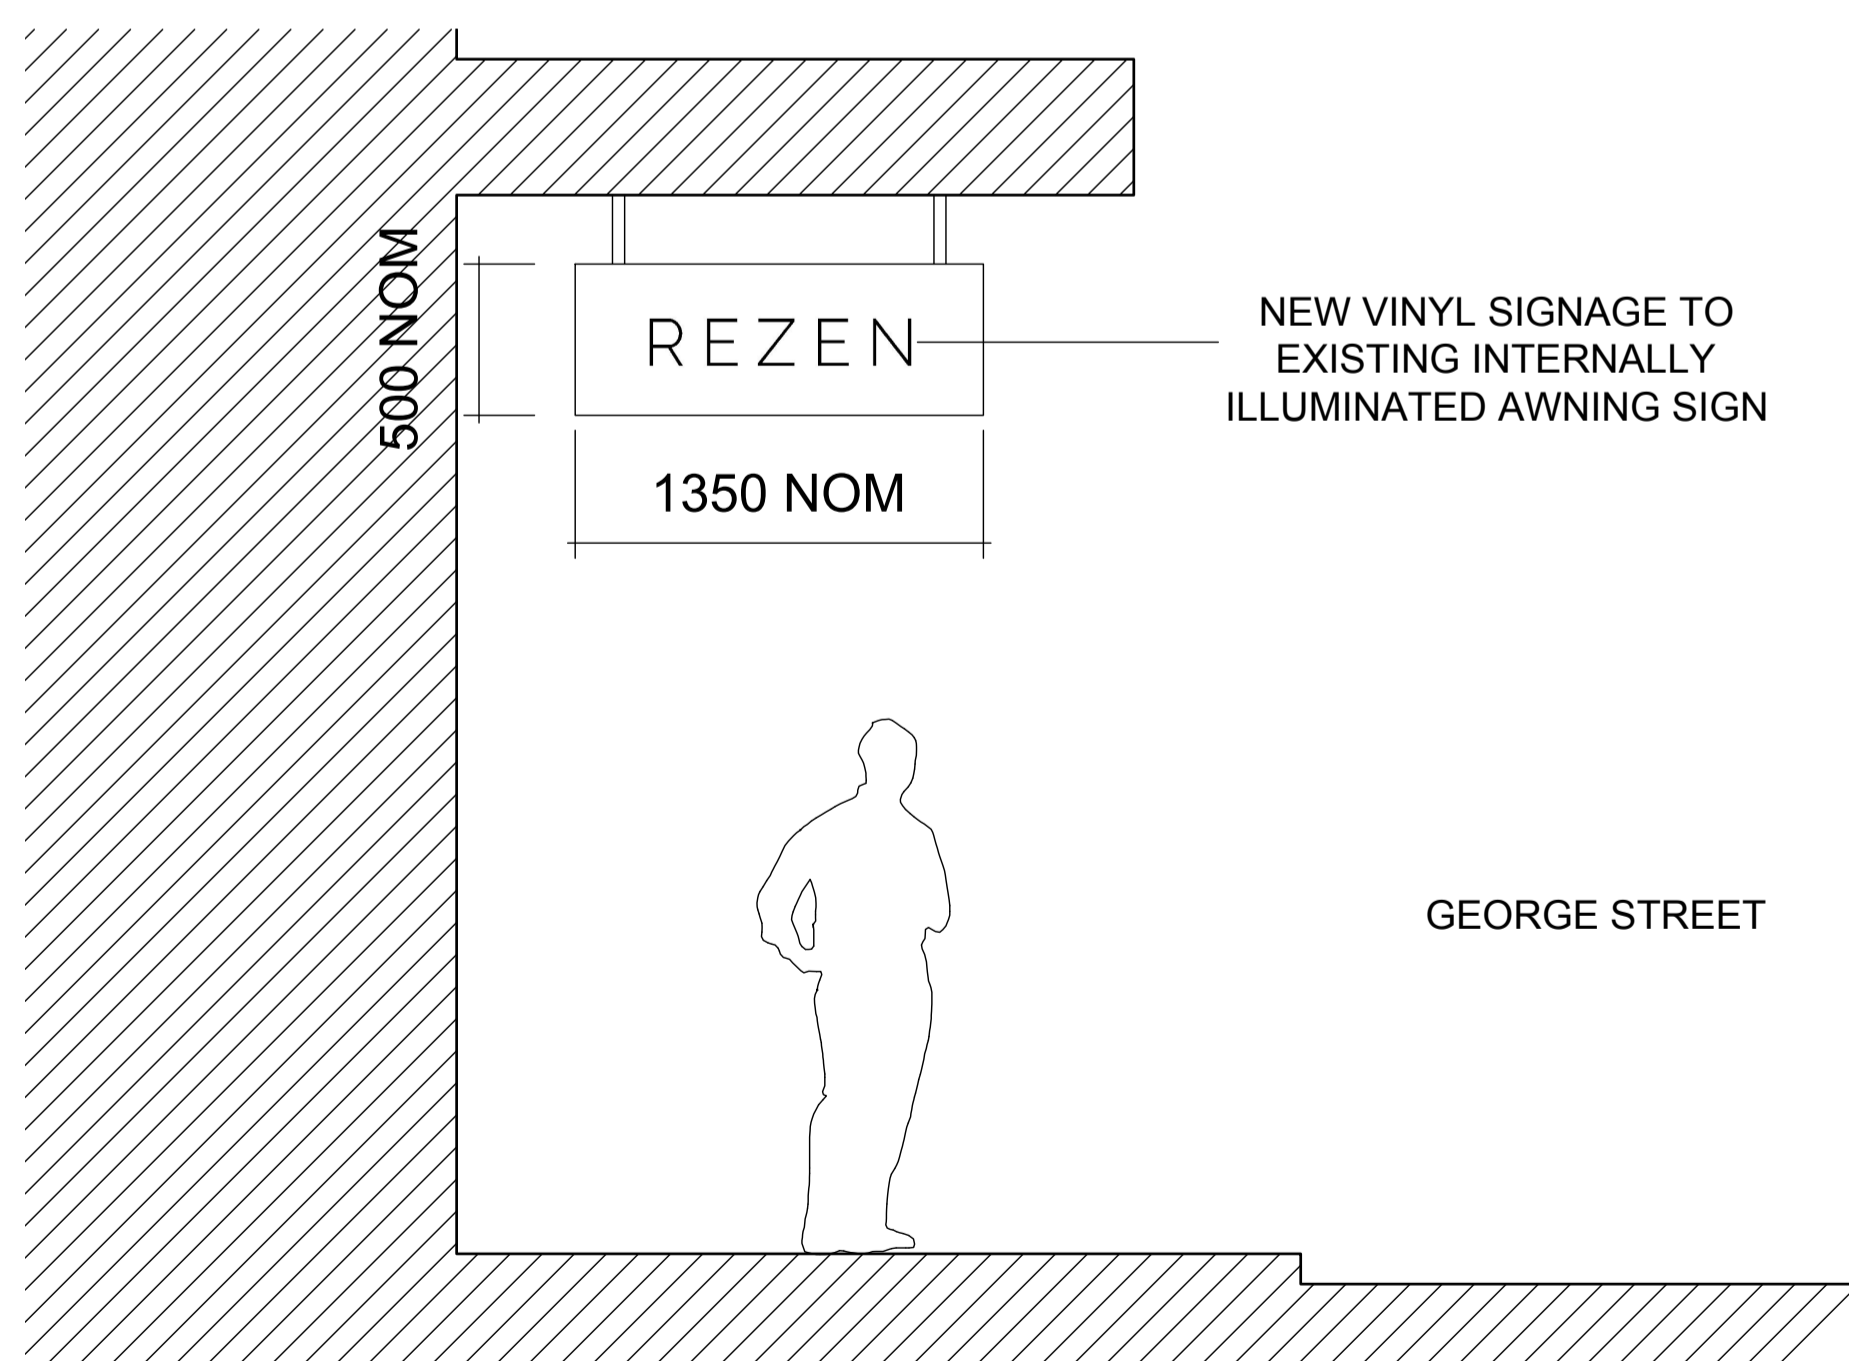 500 NOM
REZEN
NEW VINYL SIGNAGE TO
EXISTING INTERNALLY
ILLUMINATED AWNING SIGN
1350 NOM
GEORGE STREET